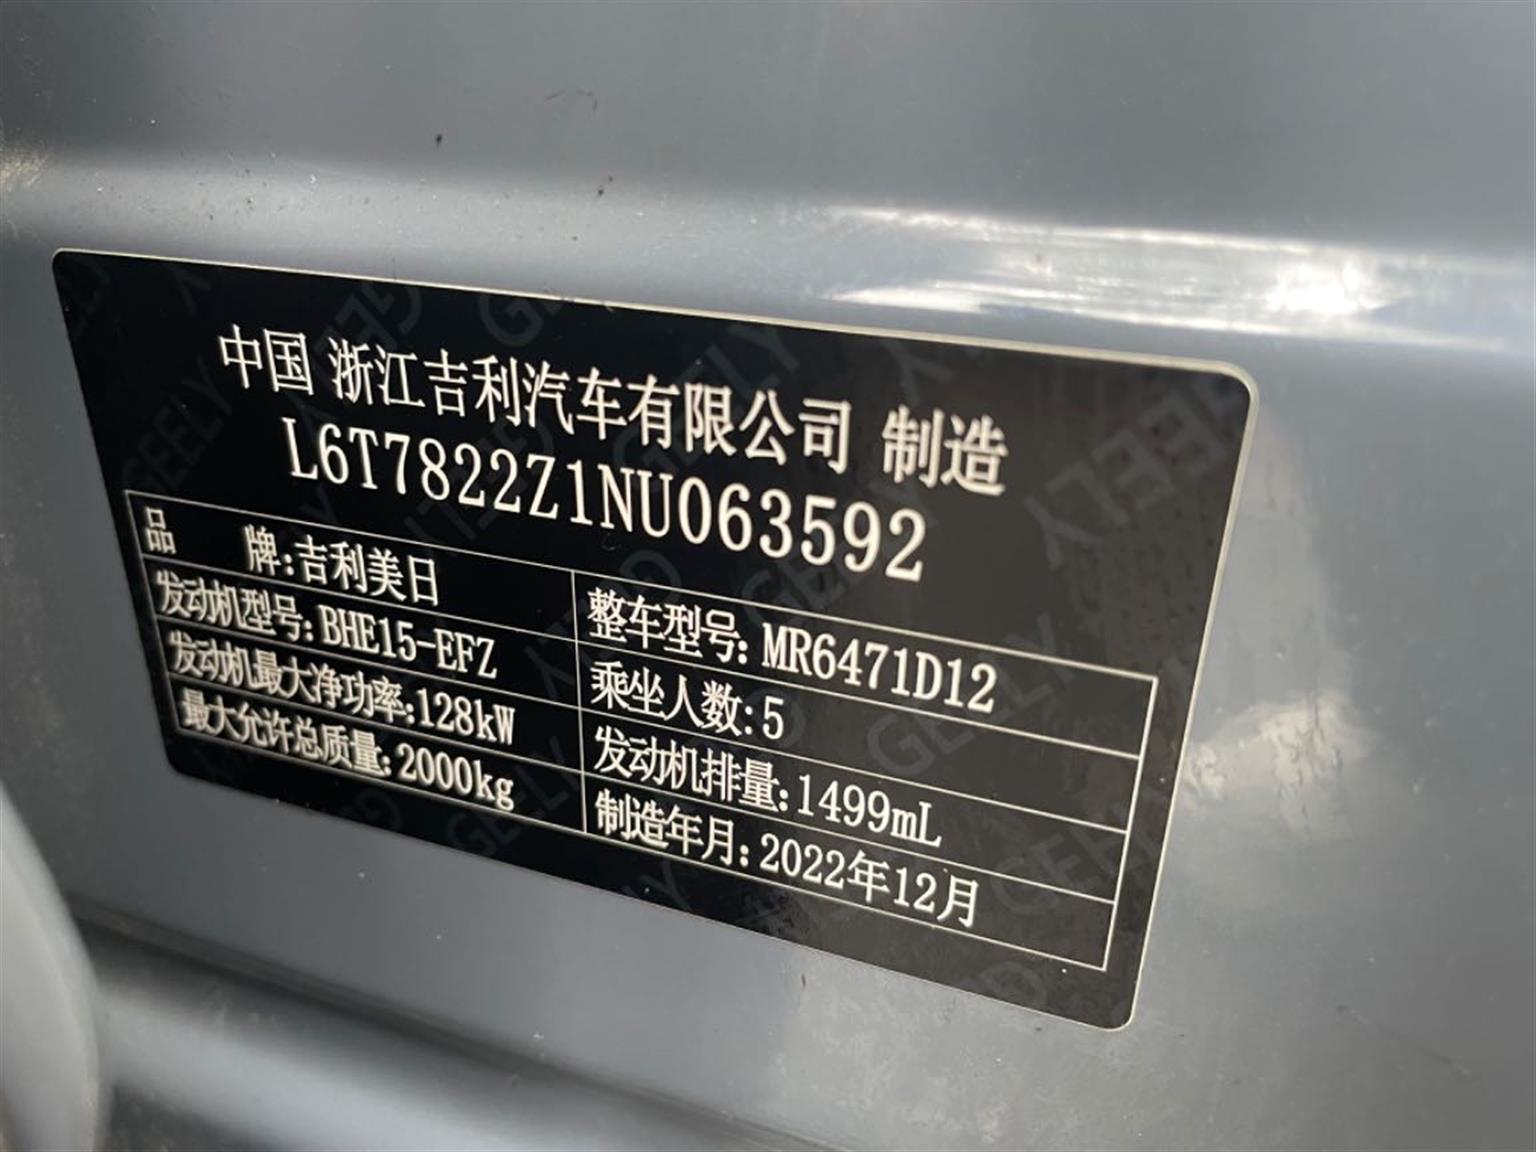 中国 浙江吉利汽车有限公司 制造
L6T7822Z1NU063592
品 牌:吉利美日
整车型号:MR6471D12
发动机型号:BHE15-EFZ
乘坐人数:5
发动机最大净功率:128kW
发动机排量:1499mL
最大允许总质量:2000kg
制造年月:2022年12月